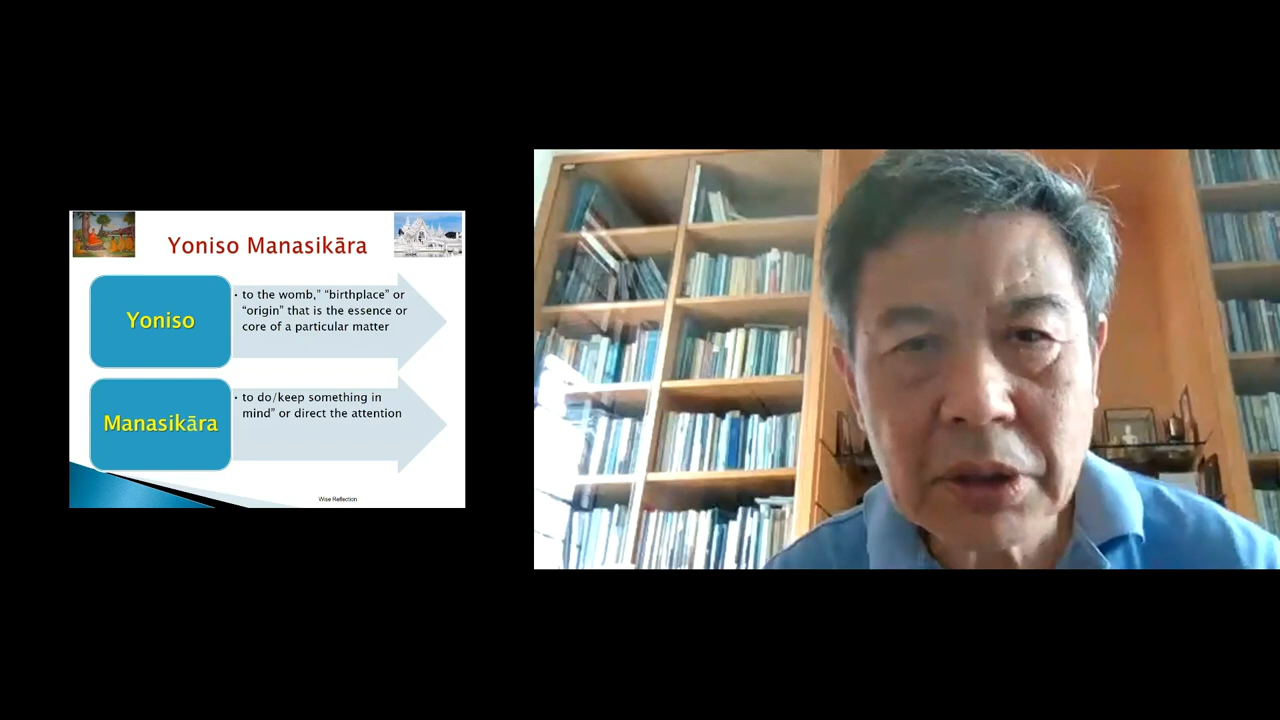 Yoniso Manasikāra
Yoniso
• to the womb,” “birthplace” or
“origin” that is the essence or
core of a particular matter
Manasikāra
• to do/keep something in
mind” or direct the attention
Wise Reflection